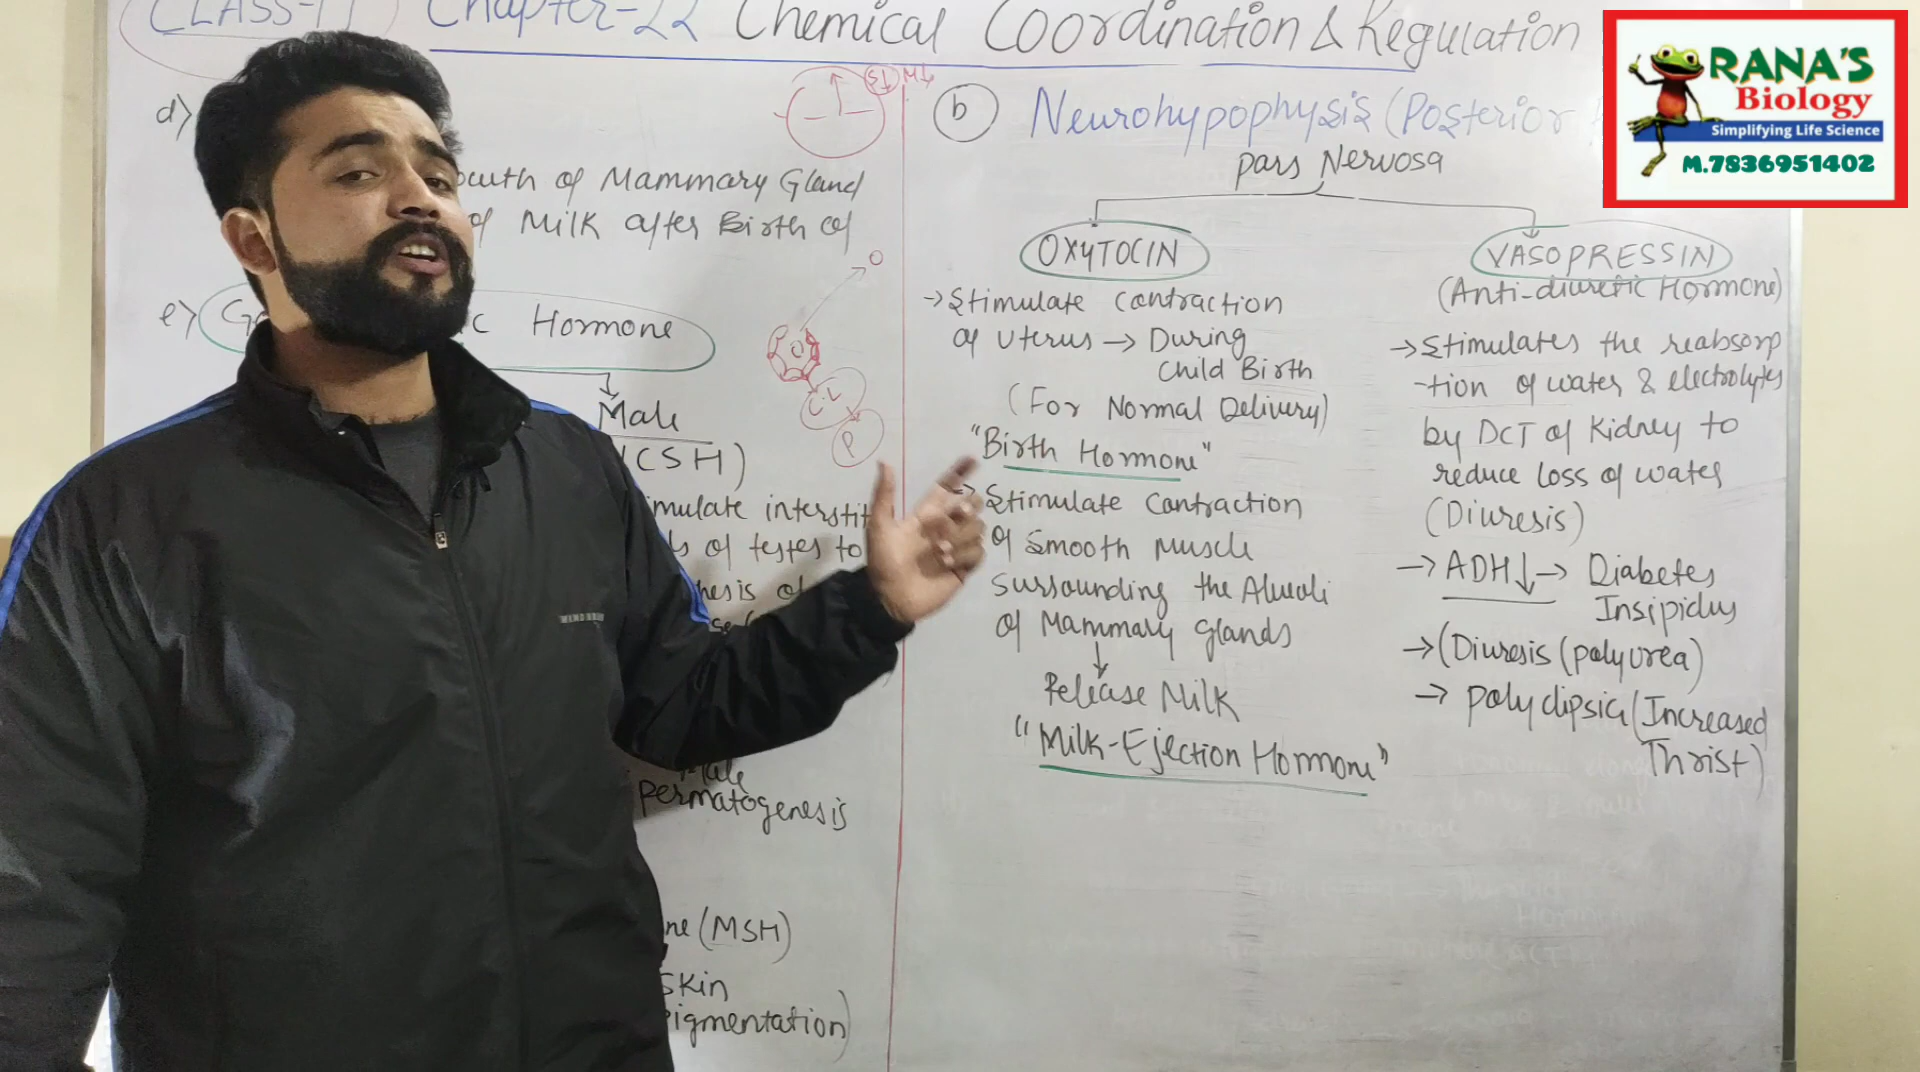 CLASS-11 Chapter-22 Chemical Coordination & Regulation
d)
S↓ M↓
of Mammary Gland
of Milk after Birth of
O
e) Hormone
Male
C.L
P
(CSH)
mulate interstit
of testes to
hesis of
Male
permatogenesis
ne (MSH)
Skin
igmentation)
b Neurohypophysis (Posterior
pars Nervosa
OXYTOCIN
→ Stimulate contraction
of Uterus → During
child Birth
(For Normal Delivery)
"Birth Hormone"
→ Stimulate Contraction
of Smooth Muscle
surrounding the Alveoli
of Mammary glands
↓
Release Milk
"Milk-Ejection Hormone"
VASOPRESSIN
(Anti-diuretic Hormone)
→ Stimulates the reabsorp
-tion of water & electrolytes
by DCT of Kidney to
reduce loss of water
(Diuresis)
→ ADH↓ → Diabetes
Insipidus
→ (Diuresis (polyurea)
→ polydipsia (Increased
Thrist)
RANA'S
Biology
Simplifying Life Science
M.7836951402
WINDRUN